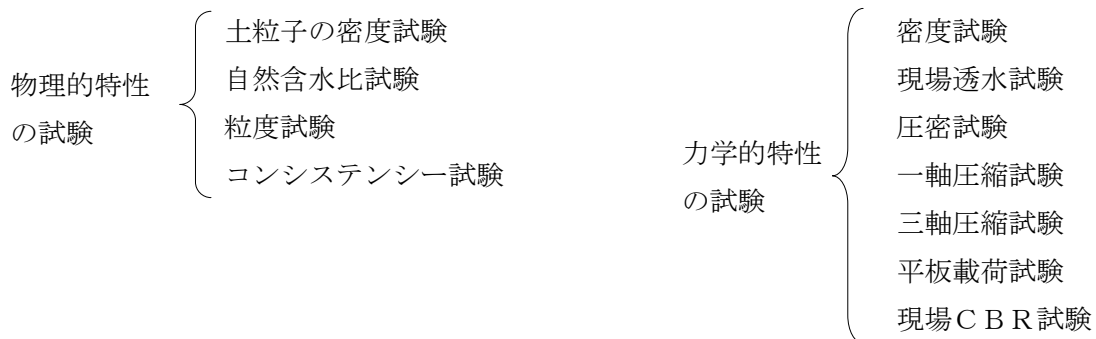 物理的特性
の試験
土粒子の密度試験
自然含水比試験
粒度試験
コンシステンシー試験
力学的特性
の試験
密度試験
現場透水試験
圧密試験
一軸圧縮試験
三軸圧縮試験
平板載荷試験
現場ＣＢＲ試験